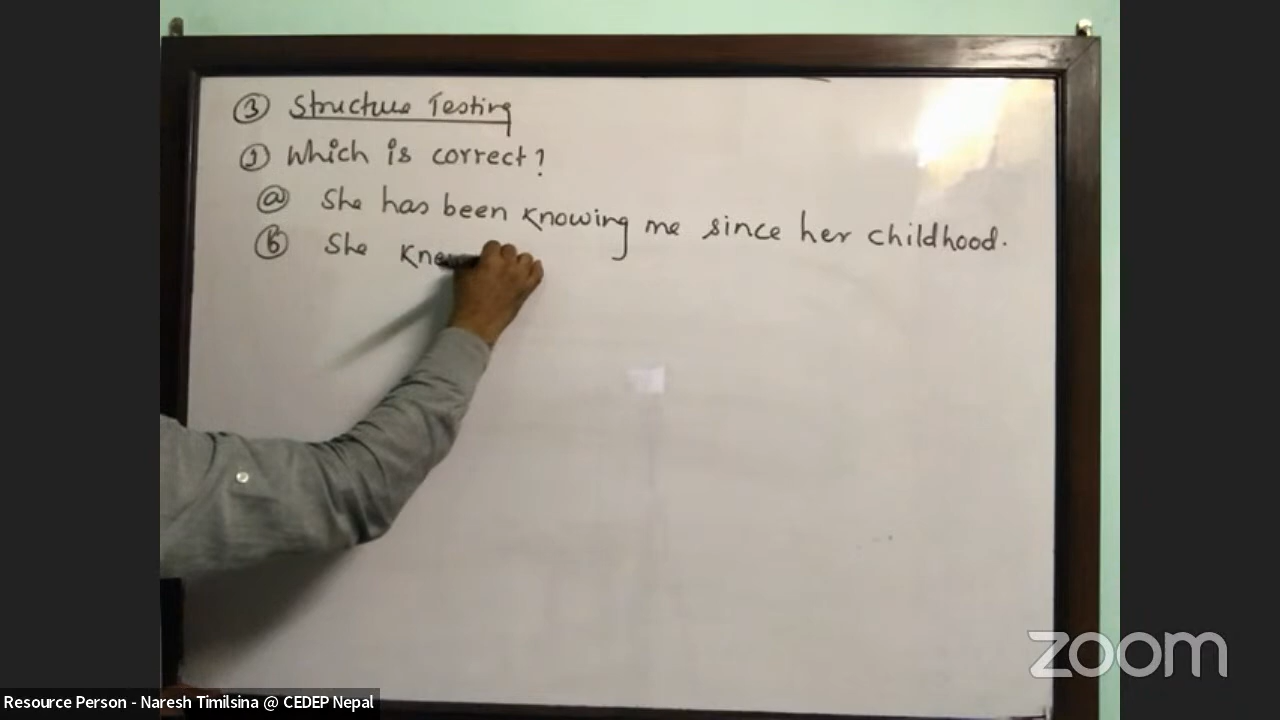 ③ Structure Testing
① Which is correct?
ⓐ She has been knowing me since her childhood.
ⓑ She
zoom
Resource Person - Naresh Timilsina @ CEDEP Nepal